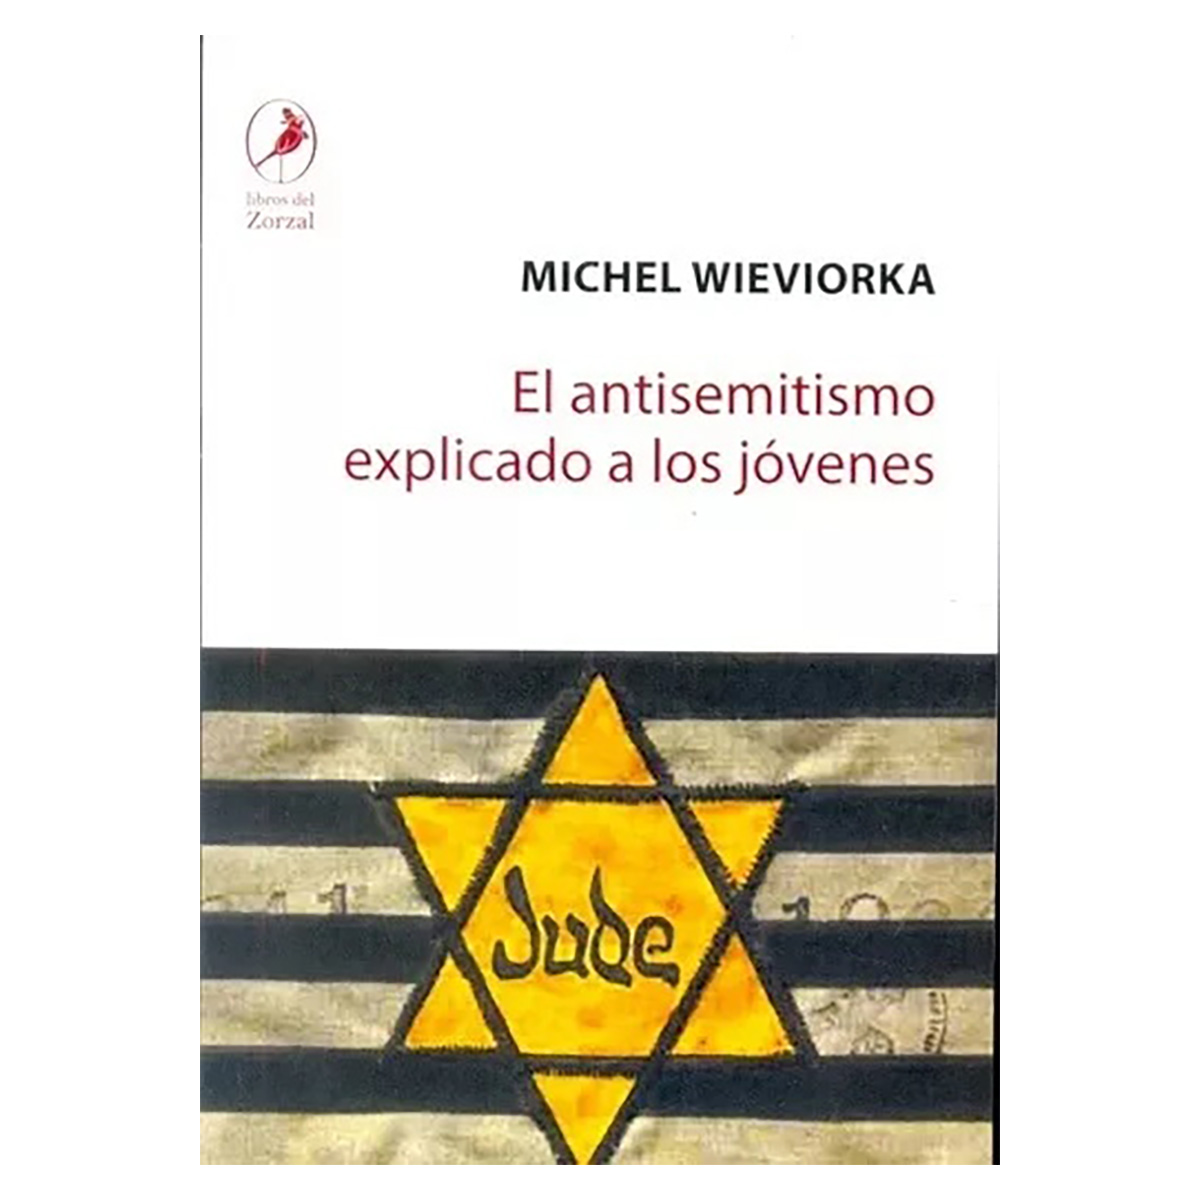 libros del
Zorzal
MICHEL WIEVIORKA
El antisemitismo
explicado a los jóvenes
Jude